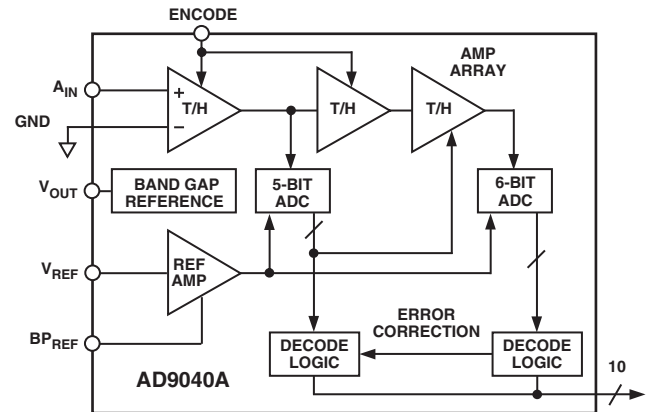 ENCODE
AMP
ARRAY
A_IN
+
T/H
T/H
T/H
GND
−
V_OUT
BAND GAP
REFERENCE
5-BIT
ADC
6-BIT
ADC
V_REF
REF
AMP
BP_REF
ERROR
CORRECTION
DECODE
LOGIC
DECODE
LOGIC
AD9040A
10